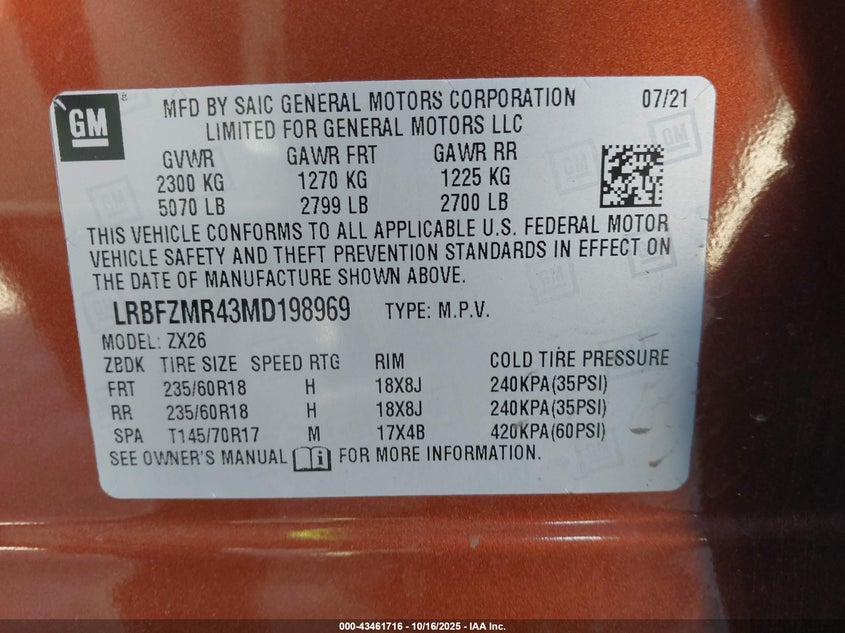 GM
®
MFD BY SAIC GENERAL MOTORS CORPORATION 07/21
LIMITED FOR GENERAL MOTORS LLC
GVWR GAWR FRT GAWR RR
2300 KG 1270 KG 1225 KG
5070 LB 2799 LB 2700 LB
THIS VEHICLE CONFORMS TO ALL APPLICABLE U.S. FEDERAL MOTOR
VEHICLE SAFETY AND THEFT PREVENTION STANDARDS IN EFFECT ON
THE DATE OF MANUFACTURE SHOWN ABOVE.
LRBFZMR43MD198969 TYPE: M.P.V.
MODEL: ZX26
ZBDK TIRE SIZE SPEED RTG RIM COLD TIRE PRESSURE
FRT 235/60R18 H 18X8J 240KPA(35PSI)
RR 235/60R18 H 18X8J 240KPA(35PSI)
SPA T145/70R17 M 17X4B 420KPA(60PSI)
SEE OWNER'S MANUAL i FOR MORE INFORMATION.
000-43461716 - 10/16/2025 - IAA Inc.